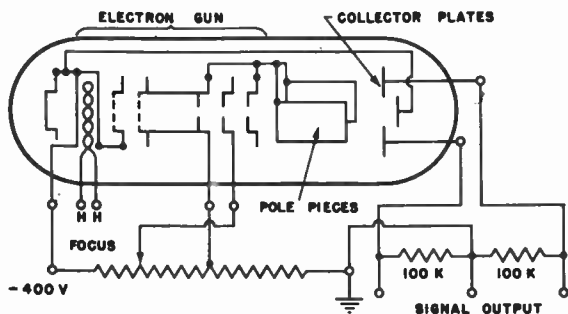 ELECTRON GUN
COLLECTOR PLATES
POLE PIECES
H H
FOCUS
-400 V
100 K
100 K
SIGNAL OUTPUT